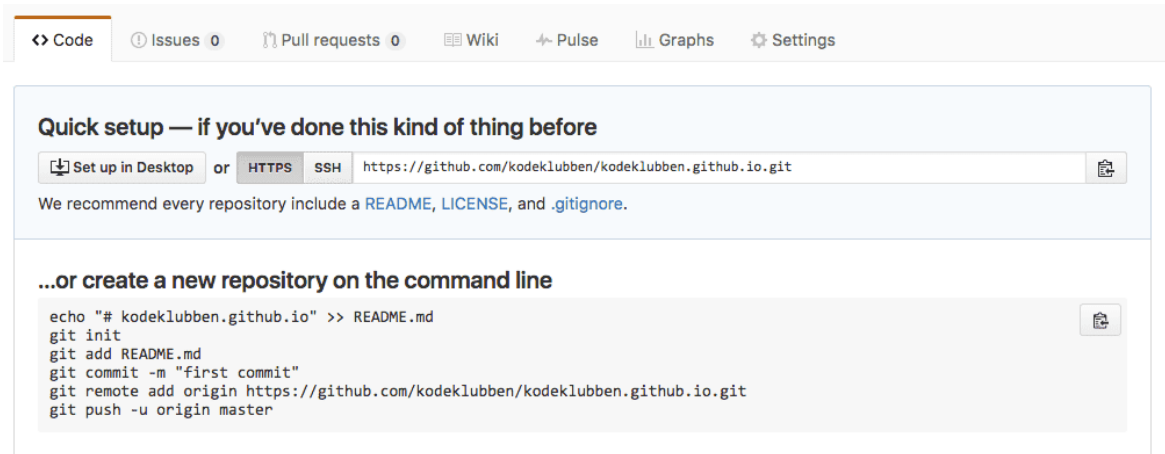 <> Code Issues 0 Pull requests 0 Wiki Pulse Graphs Settings
Quick setup — if you’ve done this kind of thing before
Set up in Desktop or HTTPS SSH https://github.com/kodeklubben/kodeklubben.github.io.git
We recommend every repository include a README, LICENSE, and .gitignore.
...or create a new repository on the command line
echo "# kodeklubben.github.io" >> README.md
git init
git add README.md
git commit -m "first commit"
git remote add origin https://github.com/kodeklubben/kodeklubben.github.io.git
git push -u origin master